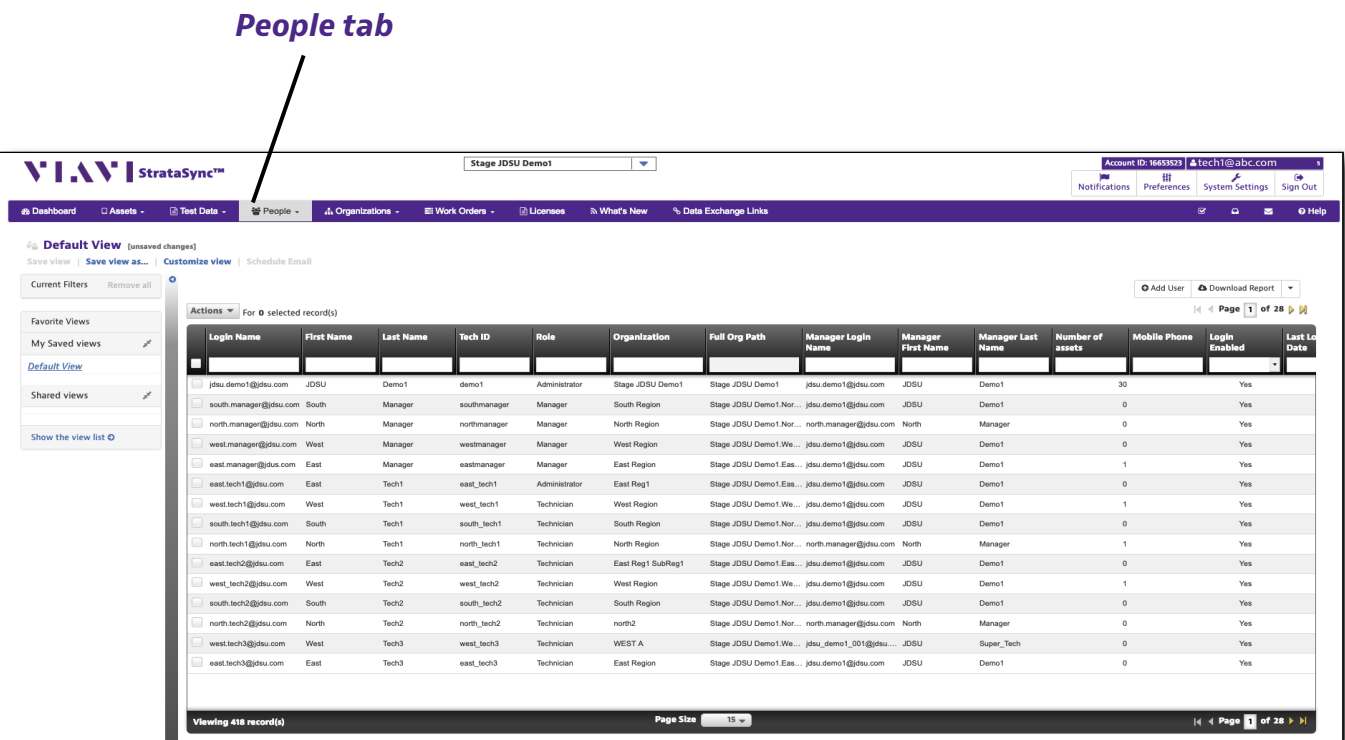 People tab
VIAVI StrataSync™
Stage JDSU Demo1
Account ID: 16653523 tech1@abc.com
Notifications Preferences System Settings Sign Out
Dashboard Assets Test Data People Organizations Work Orders Licenses What's New Data Exchange Links Help
Default View [unsaved changes]
Save view | Save view as... | Customize view | Schedule Email
Current Filters Remove all
Favorite Views
My Saved views
Default View
Shared views
Show the view list
Add User Download Report
Actions For 0 selected record(s) Page 1 of 28
Login Name First Name Last Name Tech ID Role Organization Full Org Path Manager Login Name Manager First Name Manager Last Name Number of assets Mobile Phone Login Enabled Last Lo Date
jdsu.demo1@jdsu.com JDSU Demo1 demo1 Administrator Stage JDSU Demo1 Stage JDSU Demo1 jdsu.demo1@jdsu.com JDSU Demo1 30 Yes
south.manager@jdsu.com South Manager southmanager Manager South Region Stage JDSU Demo1.Nor... jdsu.demo1@jdsu.com JDSU Demo1 0 Yes
north.manager@jdsu.com North Manager northmanager Manager North Region Stage JDSU Demo1.Nor... north.manager@jdsu.com North Manager 0 Yes
west.manager@jdsu.com West Manager westmanager Manager West Region Stage JDSU Demo1.We... jdsu.demo1@jdsu.com JDSU Demo1 0 Yes
east.manager@jdus.com East Manager eastmanager Manager East Region Stage JDSU Demo1.Eas... jdsu.demo1@jdsu.com JDSU Demo1 1 Yes
east.tech1@jdsu.com East Tech1 east_tech1 Administrator East Reg1 Stage JDSU Demo1.Eas... jdsu.demo1@jdsu.com JDSU Demo1 0 Yes
west.tech1@jdsu.com West Tech1 west_tech1 Technician West Region Stage JDSU Demo1.We... jdsu.demo1@jdsu.com JDSU Demo1 1 Yes
south.tech1@jdsu.com South Tech1 south_tech1 Technician South Region Stage JDSU Demo1.Nor... jdsu.demo1@jdsu.com JDSU Demo1 0 Yes
north.tech1@jdsu.com North Tech1 north_tech1 Technician North Region Stage JDSU Demo1.Nor... north.manager@jdsu.com North Manager 1 Yes
east.tech2@jdsu.com East Tech2 east_tech2 Technician East Reg1 SubReg1 Stage JDSU Demo1.Eas... jdsu.demo1@jdsu.com JDSU Demo1 0 Yes
west_tech2@jdsu.com West Tech2 west_tech2 Technician West Region Stage JDSU Demo1.We... jdsu.demo1@jdsu.com JDSU Demo1 1 Yes
south.tech2@jdsu.com South Tech2 south_tech2 Technician South Region Stage JDSU Demo1.Nor... jdsu.demo1@jdsu.com JDSU Demo1 0 Yes
north.tech2@jdsu.com North Tech2 north_tech2 Technician north2 Stage JDSU Demo1.Nor... north.manager@jdsu.com North Manager 0 Yes
west.tech3@jdsu.com West Tech3 west_tech3 Technician WEST A Stage JDSU Demo1.We... jdsu_demo1_001@jdsu.... JDSU Super_Tech 0 Yes
east.tech3@jdsu.com East Tech3 east_tech3 Technician East Region Stage JDSU Demo1.Eas... jdsu.demo1@jdsu.com JDSU Demo1 0 Yes
Viewing 418 record(s) Page Size 15 Page 1 of 28